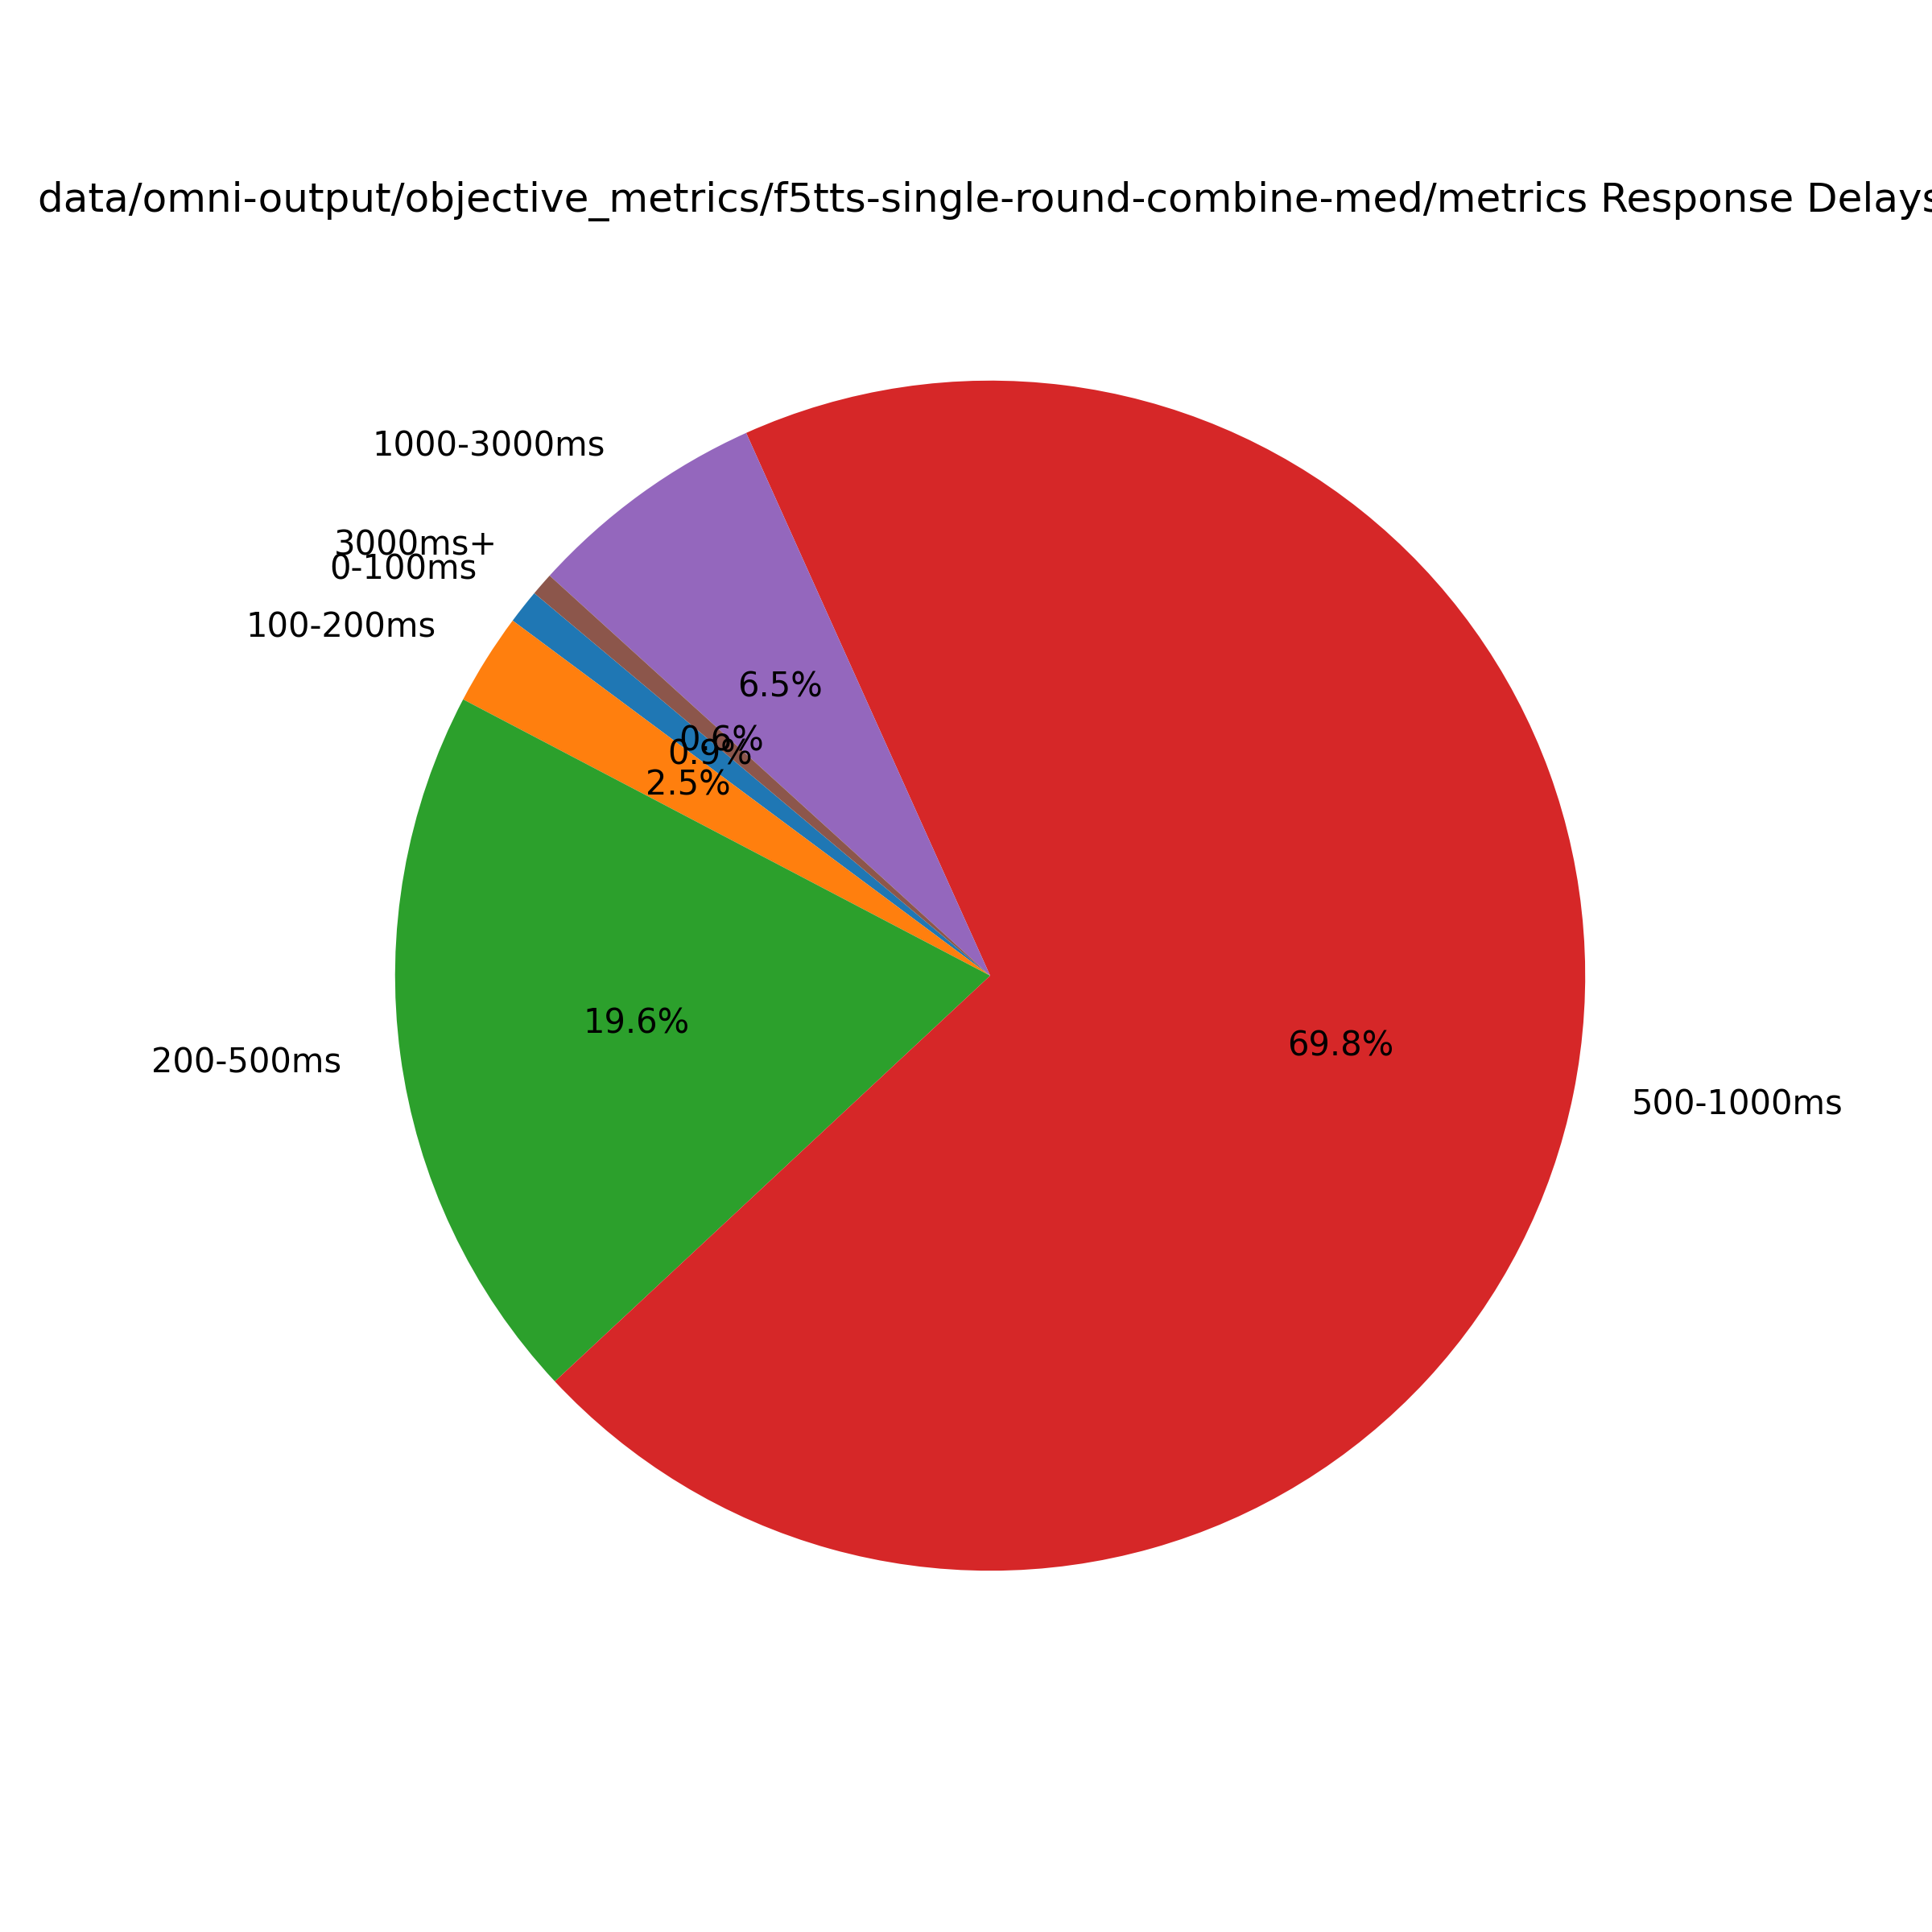 data/omni-output/objective_metrics/f5tts-single-round-combine-med/metrics Response Delays
1000-3000ms
3000ms+
0-100ms
100-200ms
6.5%
0.6%
0.9%
2.5%
19.6%
69.8%
200-500ms
500-1000ms